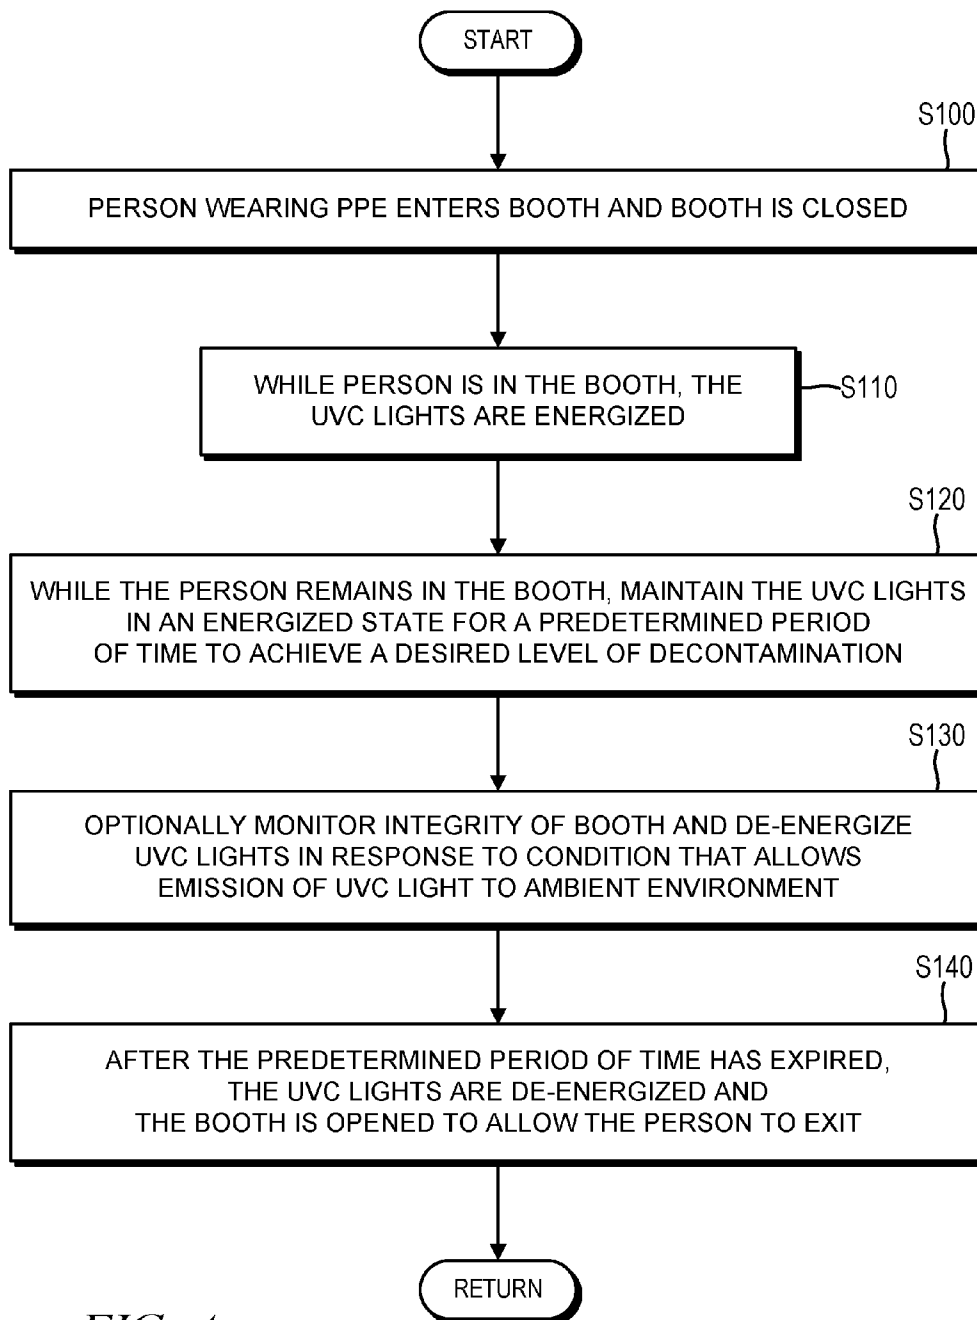 START
S100
PERSON WEARING PPE ENTERS BOOTH AND BOOTH IS CLOSED
WHILE PERSON IS IN THE BOOTH, THE
UVC LIGHTS ARE ENERGIZED
S110
S120
WHILE THE PERSON REMAINS IN THE BOOTH, MAINTAIN THE UVC LIGHTS
IN AN ENERGIZED STATE FOR A PREDETERMINED PERIOD
OF TIME TO ACHIEVE A DESIRED LEVEL OF DECONTAMINATION
S130
OPTIONALLY MONITOR INTEGRITY OF BOOTH AND DE-ENERGIZE
UVC LIGHTS IN RESPONSE TO CONDITION THAT ALLOWS
EMISSION OF UVC LIGHT TO AMBIENT ENVIRONMENT
S140
AFTER THE PREDETERMINED PERIOD OF TIME HAS EXPIRED,
THE UVC LIGHTS ARE DE-ENERGIZED AND
THE BOOTH IS OPENED TO ALLOW THE PERSON TO EXIT
RETURN